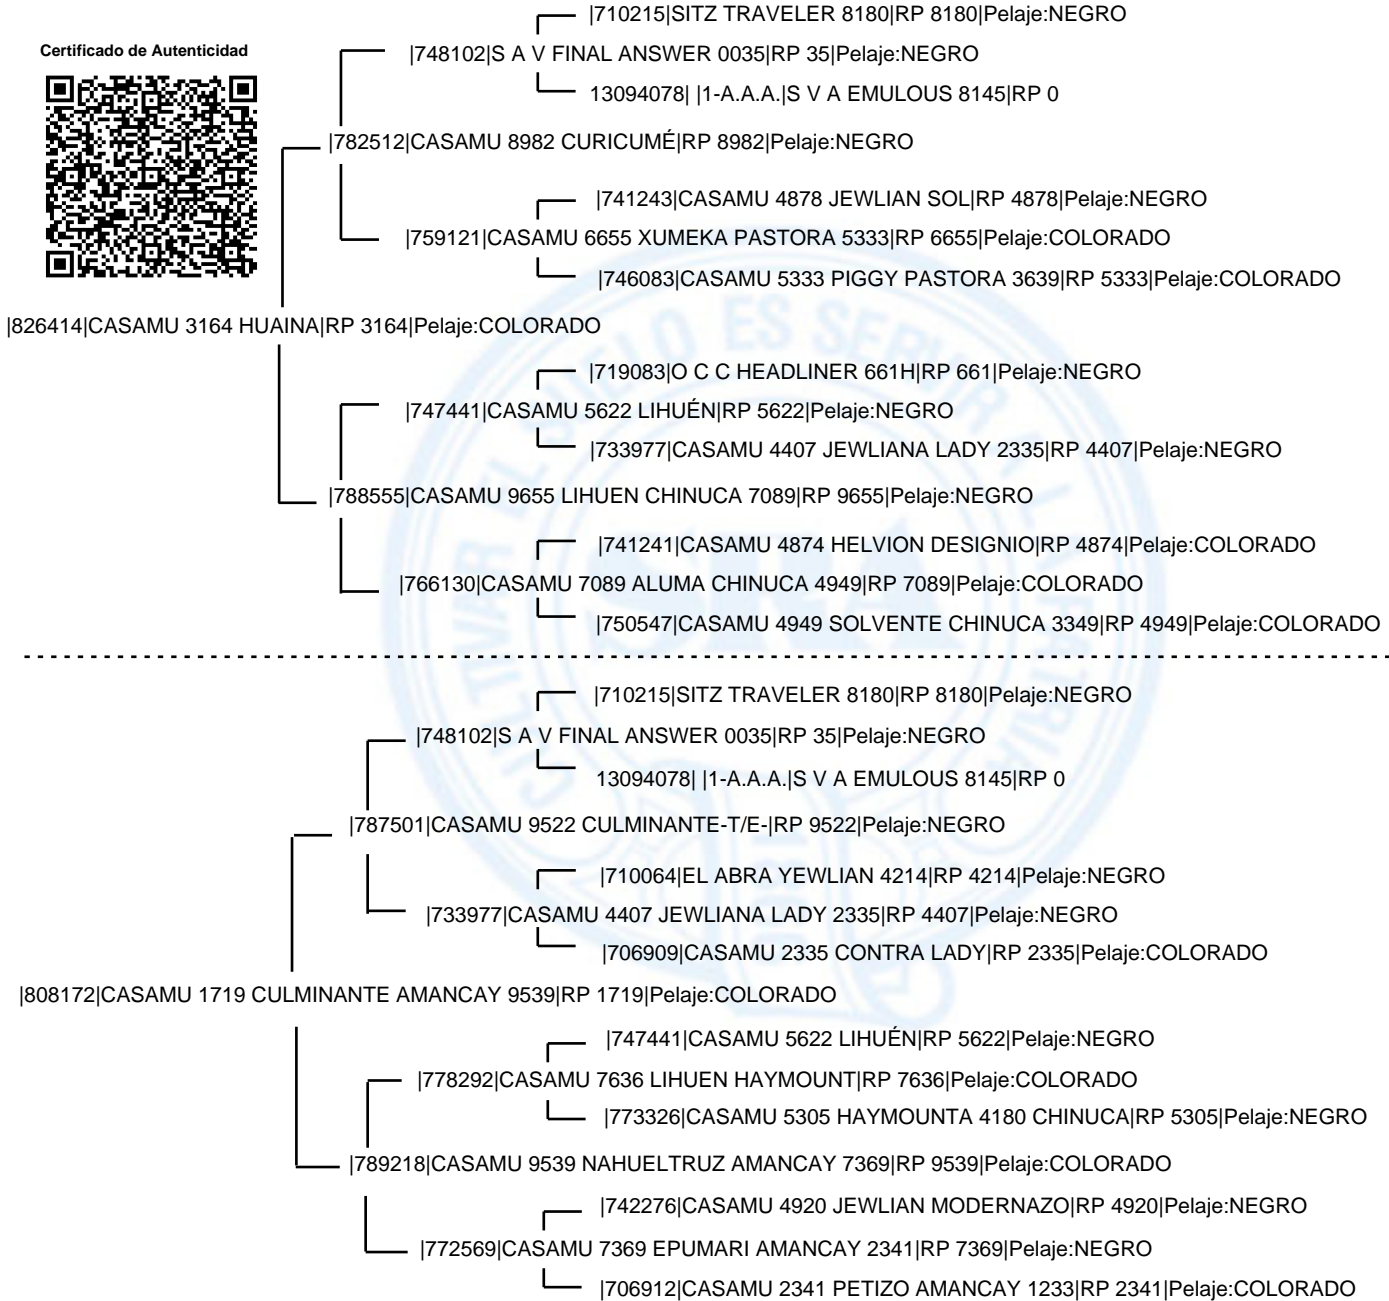 |710215|SITZ TRAVELER 8180|RP 8180|Pelaje:NEGRO
Certificado de Autenticidad
|748102|S A V FINAL ANSWER 0035|RP 35|Pelaje:NEGRO
13094078| |1-A.A.A.|S V A EMULOUS 8145|RP 0
|782512|CASAMU 8982 CURICUMÉ|RP 8982|Pelaje:NEGRO
|741243|CASAMU 4878 JEWLIAN SOL|RP 4878|Pelaje:NEGRO
|759121|CASAMU 6655 XUMEKA PASTORA 5333|RP 6655|Pelaje:COLORADO
|746083|CASAMU 5333 PIGGY PASTORA 3639|RP 5333|Pelaje:COLORADO
|826414|CASAMU 3164 HUAINA|RP 3164|Pelaje:COLORADO
|719083|O C C HEADLINER 661H|RP 661|Pelaje:NEGRO
|747441|CASAMU 5622 LIHUÉN|RP 5622|Pelaje:NEGRO
|733977|CASAMU 4407 JEWLIANA LADY 2335|RP 4407|Pelaje:NEGRO
|788555|CASAMU 9655 LIHUEN CHINUCA 7089|RP 9655|Pelaje:NEGRO
|741241|CASAMU 4874 HELVION DESIGNIO|RP 4874|Pelaje:COLORADO
|766130|CASAMU 7089 ALUMA CHINUCA 4949|RP 7089|Pelaje:COLORADO
|750547|CASAMU 4949 SOLVENTE CHINUCA 3349|RP 4949|Pelaje:COLORADO
|710215|SITZ TRAVELER 8180|RP 8180|Pelaje:NEGRO
|748102|S A V FINAL ANSWER 0035|RP 35|Pelaje:NEGRO
13094078| |1-A.A.A.|S V A EMULOUS 8145|RP 0
|787501|CASAMU 9522 CULMINANTE-T/E-|RP 9522|Pelaje:NEGRO
|710064|EL ABRA YEWLIAN 4214|RP 4214|Pelaje:NEGRO
|733977|CASAMU 4407 JEWLIANA LADY 2335|RP 4407|Pelaje:NEGRO
|706909|CASAMU 2335 CONTRA LADY|RP 2335|Pelaje:COLORADO
|808172|CASAMU 1719 CULMINANTE AMANCAY 9539|RP 1719|Pelaje:COLORADO
|747441|CASAMU 5622 LIHUÉN|RP 5622|Pelaje:NEGRO
|778292|CASAMU 7636 LIHUEN HAYMOUNT|RP 7636|Pelaje:COLORADO
|773326|CASAMU 5305 HAYMOUNTA 4180 CHINUCA|RP 5305|Pelaje:NEGRO
|789218|CASAMU 9539 NAHUELTRUZ AMANCAY 7369|RP 9539|Pelaje:COLORADO
|742276|CASAMU 4920 JEWLIAN MODERNAZO|RP 4920|Pelaje:NEGRO
|772569|CASAMU 7369 EPUMARI AMANCAY 2341|RP 7369|Pelaje:NEGRO
|706912|CASAMU 2341 PETIZO AMANCAY 1233|RP 2341|Pelaje:COLORADO
CULTIVAR EL SUELO ES SERVIR A LA PATRIA
SRA
1866